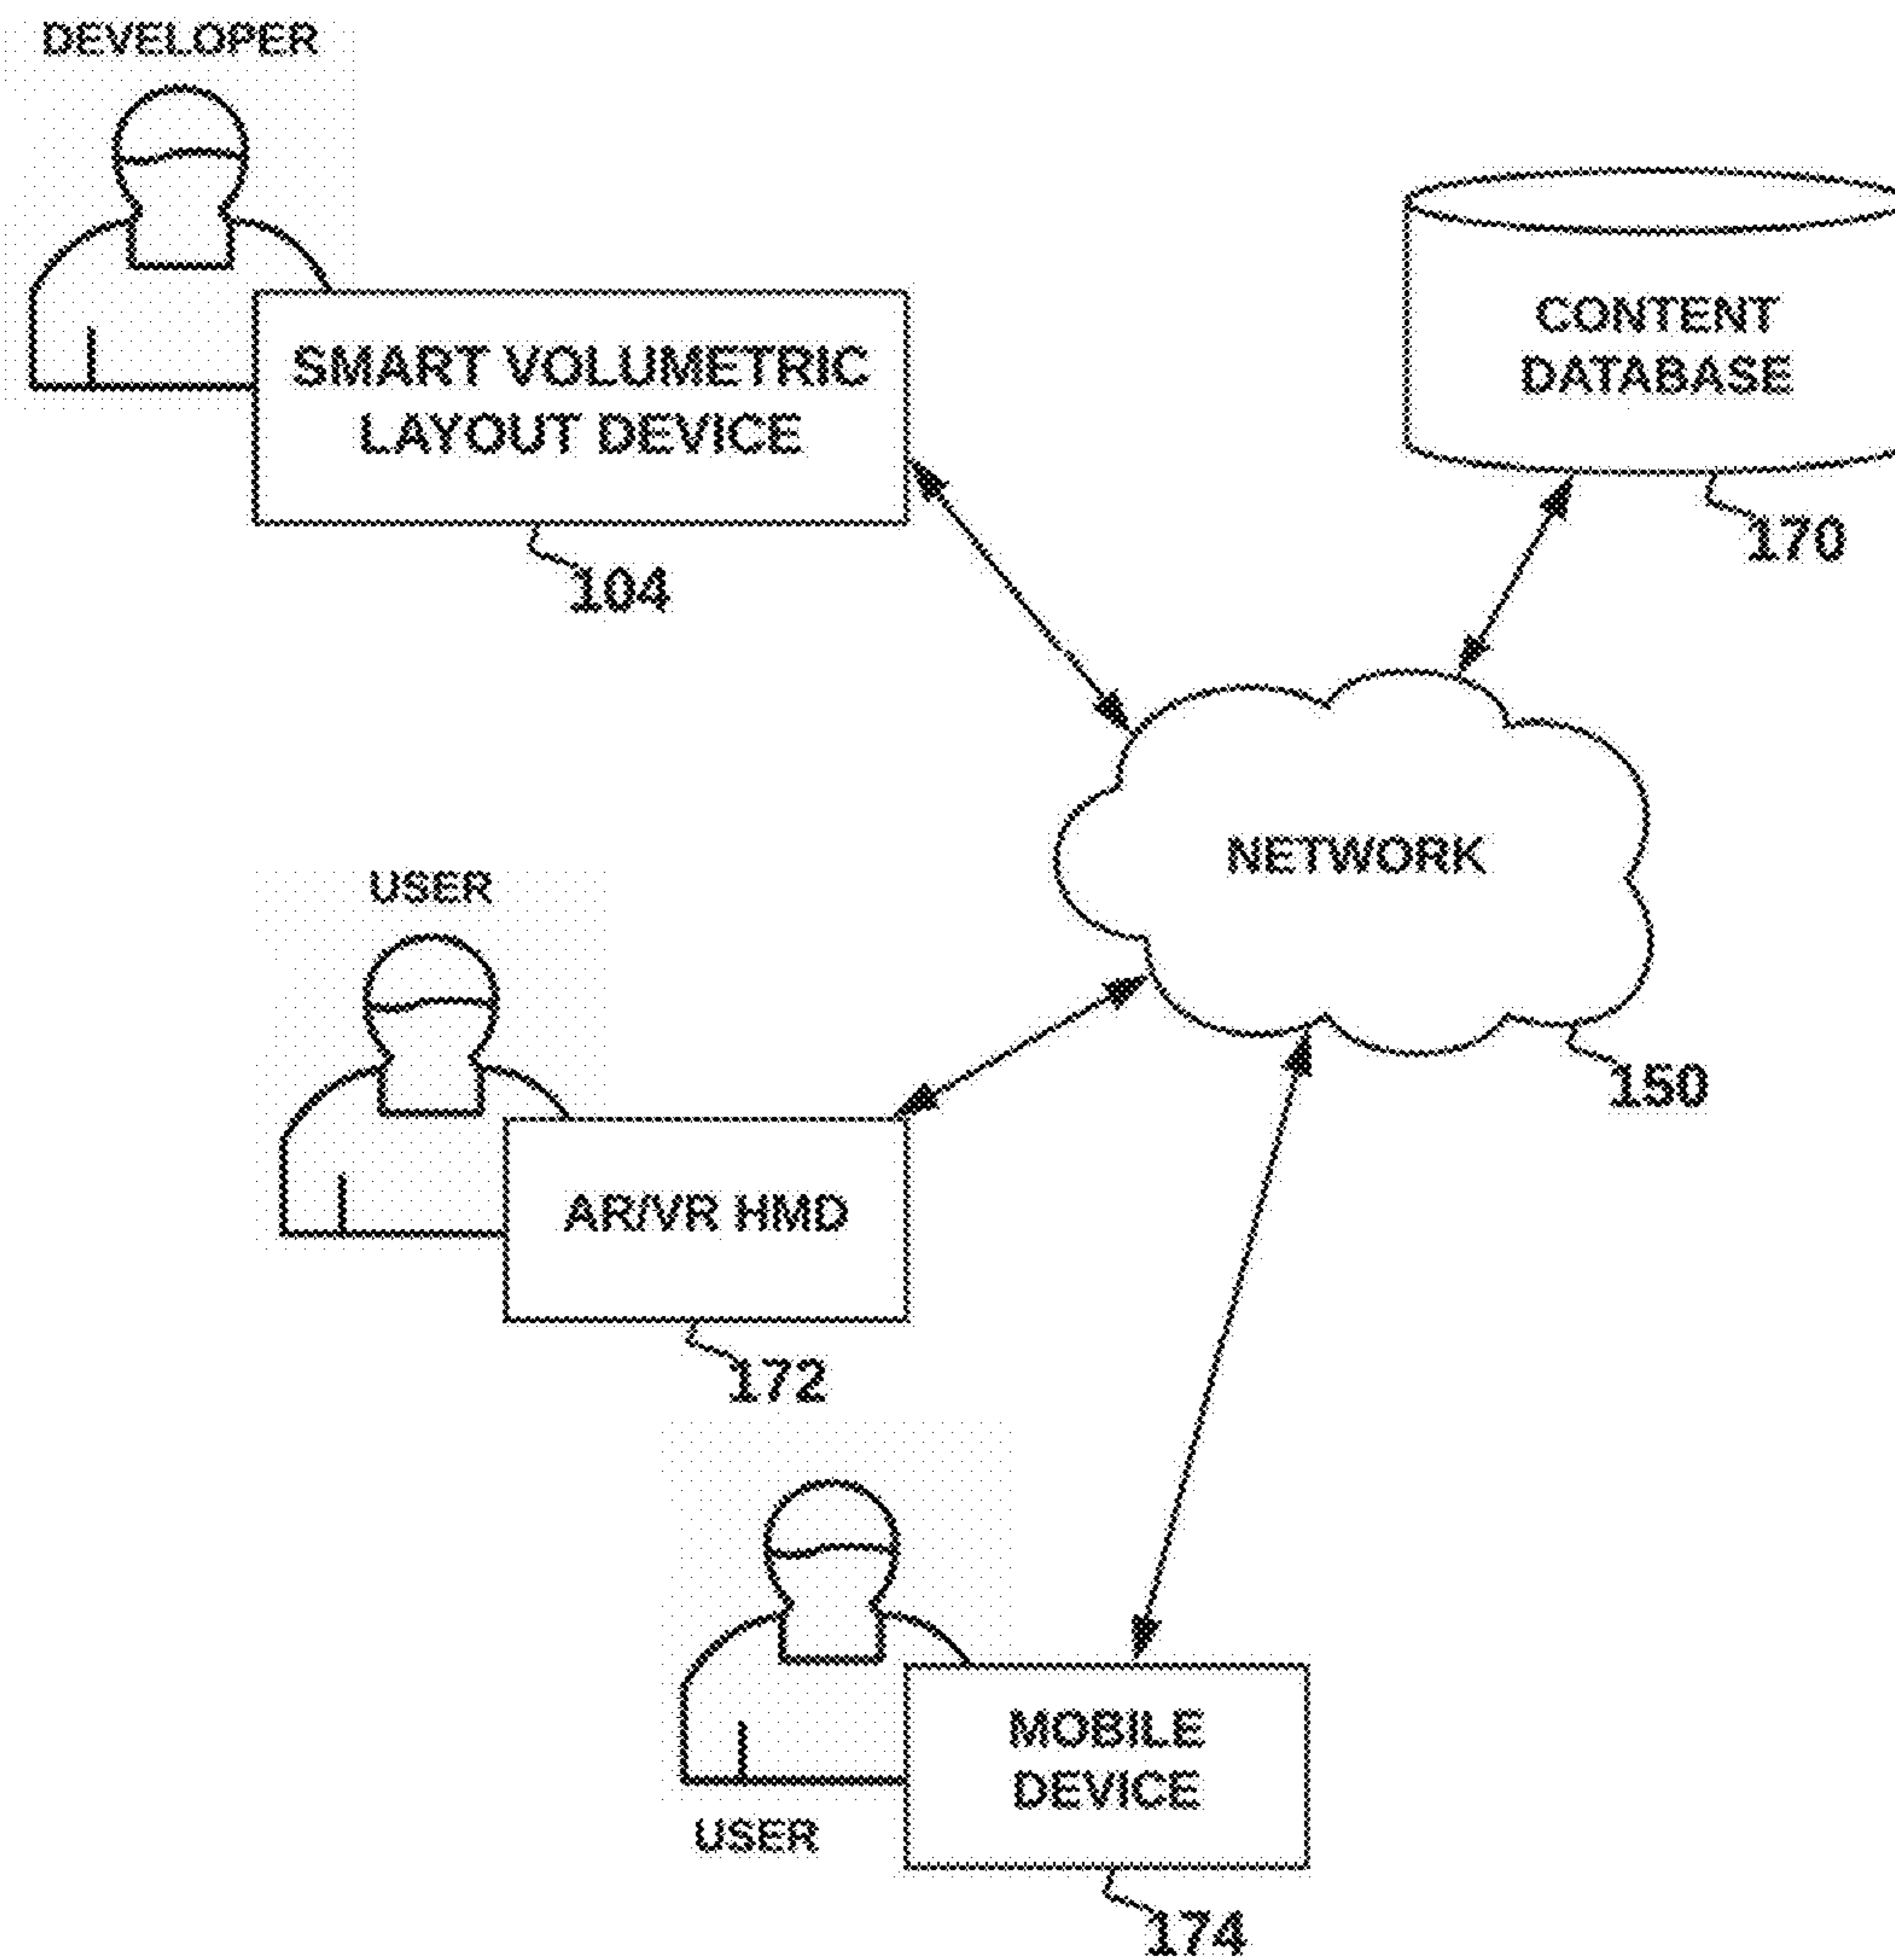 DEVELOPER
SMART VOLUMETRIC
LAYOUT DEVICE
104
CONTENT
DATABASE
170
NETWORK
150
USER
AR/VR HMD
172
MOBILE
DEVICE
USER
174